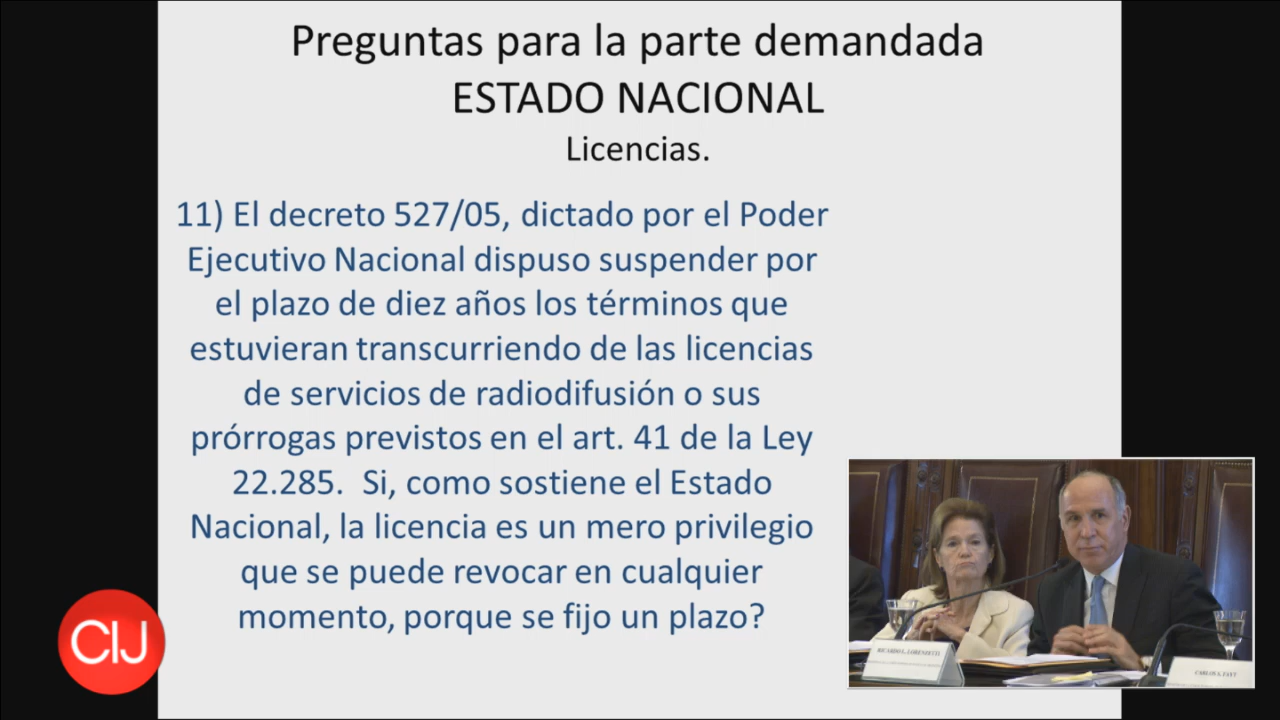 Preguntas para la parte demandada
ESTADO NACIONAL
Licencias.
11) El decreto 527/05, dictado por el Poder
Ejecutivo Nacional dispuso suspender por
el plazo de diez años los términos que
estuvieran transcurriendo de las licencias
de servicios de radiodifusión o sus
prórrogas previstos en el art. 41 de la Ley
22.285. Si, como sostiene el Estado
Nacional, la licencia es un mero privilegio
que se puede revocar en cualquier
momento, porque se fijo un plazo?
CIJ
RICARDO L. LORENZETTI
CARLOS S. FAYT